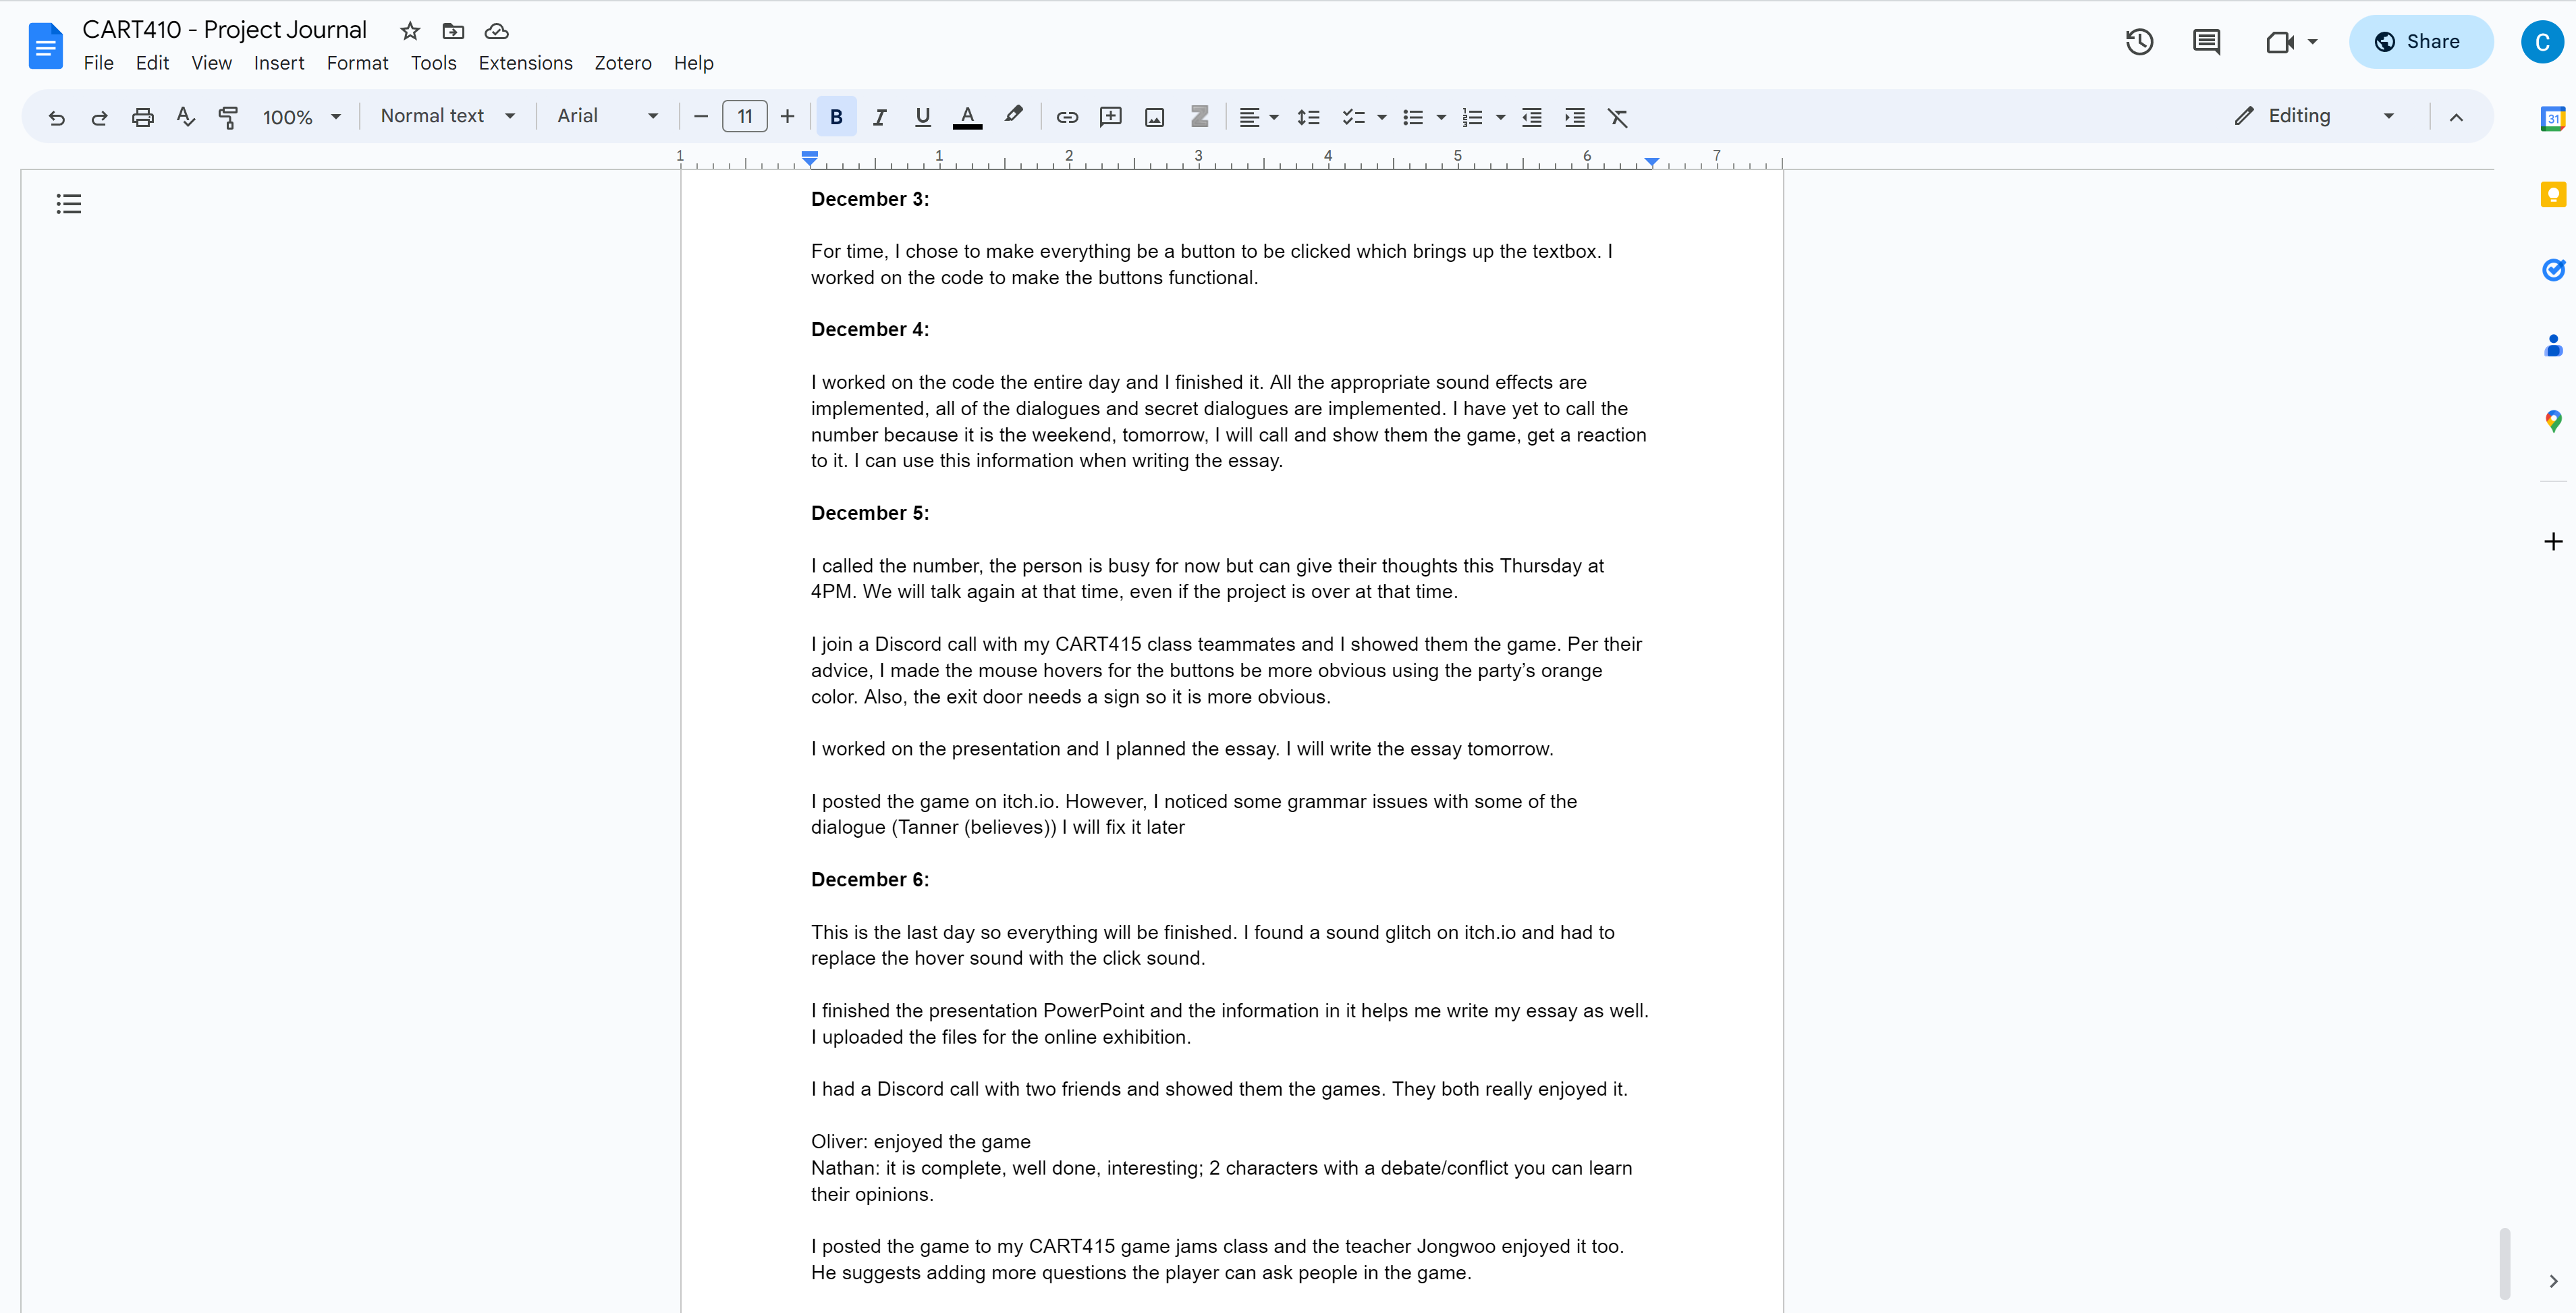 CART410 - Project Journal
File Edit View Insert Format Tools Extensions Zotero Help
Share
C
100% Normal text Arial 11 B I U A Editing
31
1 1 2 3 4 5 6 7
December 3:
For time, I chose to make everything be a button to be clicked which brings up the textbox. I
worked on the code to make the buttons functional.
December 4:
I worked on the code the entire day and I finished it. All the appropriate sound effects are
implemented, all of the dialogues and secret dialogues are implemented. I have yet to call the
number because it is the weekend, tomorrow, I will call and show them the game, get a reaction
to it. I can use this information when writing the essay.
December 5:
I called the number, the person is busy for now but can give their thoughts this Thursday at
4PM. We will talk again at that time, even if the project is over at that time.
I join a Discord call with my CART415 class teammates and I showed them the game. Per their
advice, I made the mouse hovers for the buttons be more obvious using the party's orange
color. Also, the exit door needs a sign so it is more obvious.
I worked on the presentation and I planned the essay. I will write the essay tomorrow.
I posted the game on itch.io. However, I noticed some grammar issues with some of the
dialogue (Tanner (believes)) I will fix it later
December 6:
This is the last day so everything will be finished. I found a sound glitch on itch.io and had to
replace the hover sound with the click sound.
I finished the presentation PowerPoint and the information in it helps me write my essay as well.
I uploaded the files for the online exhibition.
I had a Discord call with two friends and showed them the games. They both really enjoyed it.
Oliver: enjoyed the game
Nathan: it is complete, well done, interesting; 2 characters with a debate/conflict you can learn
their opinions.
I posted the game to my CART415 game jams class and the teacher Jongwoo enjoyed it too.
He suggests adding more questions the player can ask people in the game.